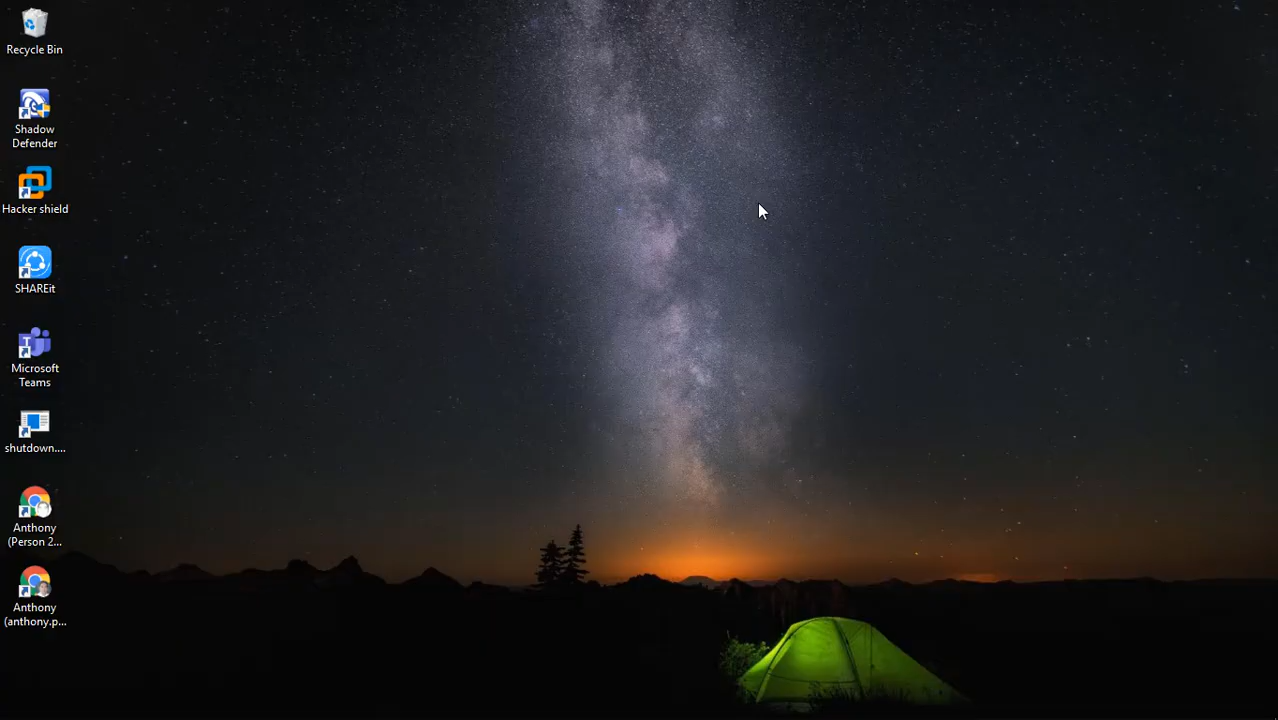 Recycle Bin
Shadow
Defender
Hacker shield
SHAREit
Microsoft
Teams
shutdown....
Anthony
(Person 2...
Anthony
(anthony.p...